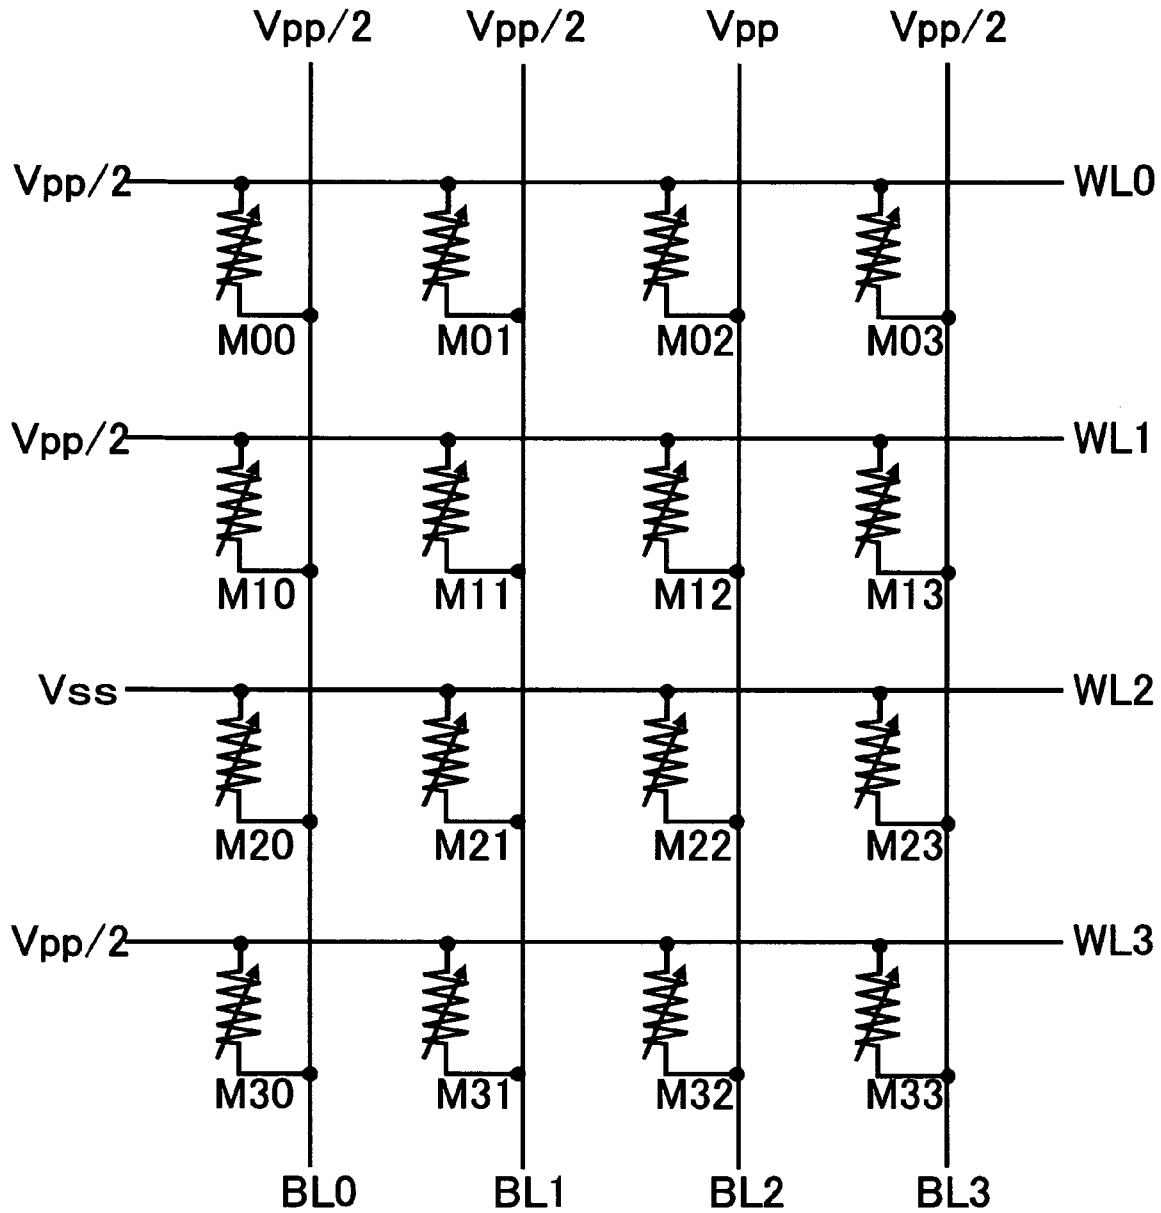 Vpp/2 Vpp/2 Vpp Vpp/2
Vpp/2 WL0
M00 M01 M02 M03
Vpp/2 WL1
M10 M11 M12 M13
Vss WL2
M20 M21 M22 M23
Vpp/2 WL3
M30 M31 M32 M33
BL0 BL1 BL2 BL3